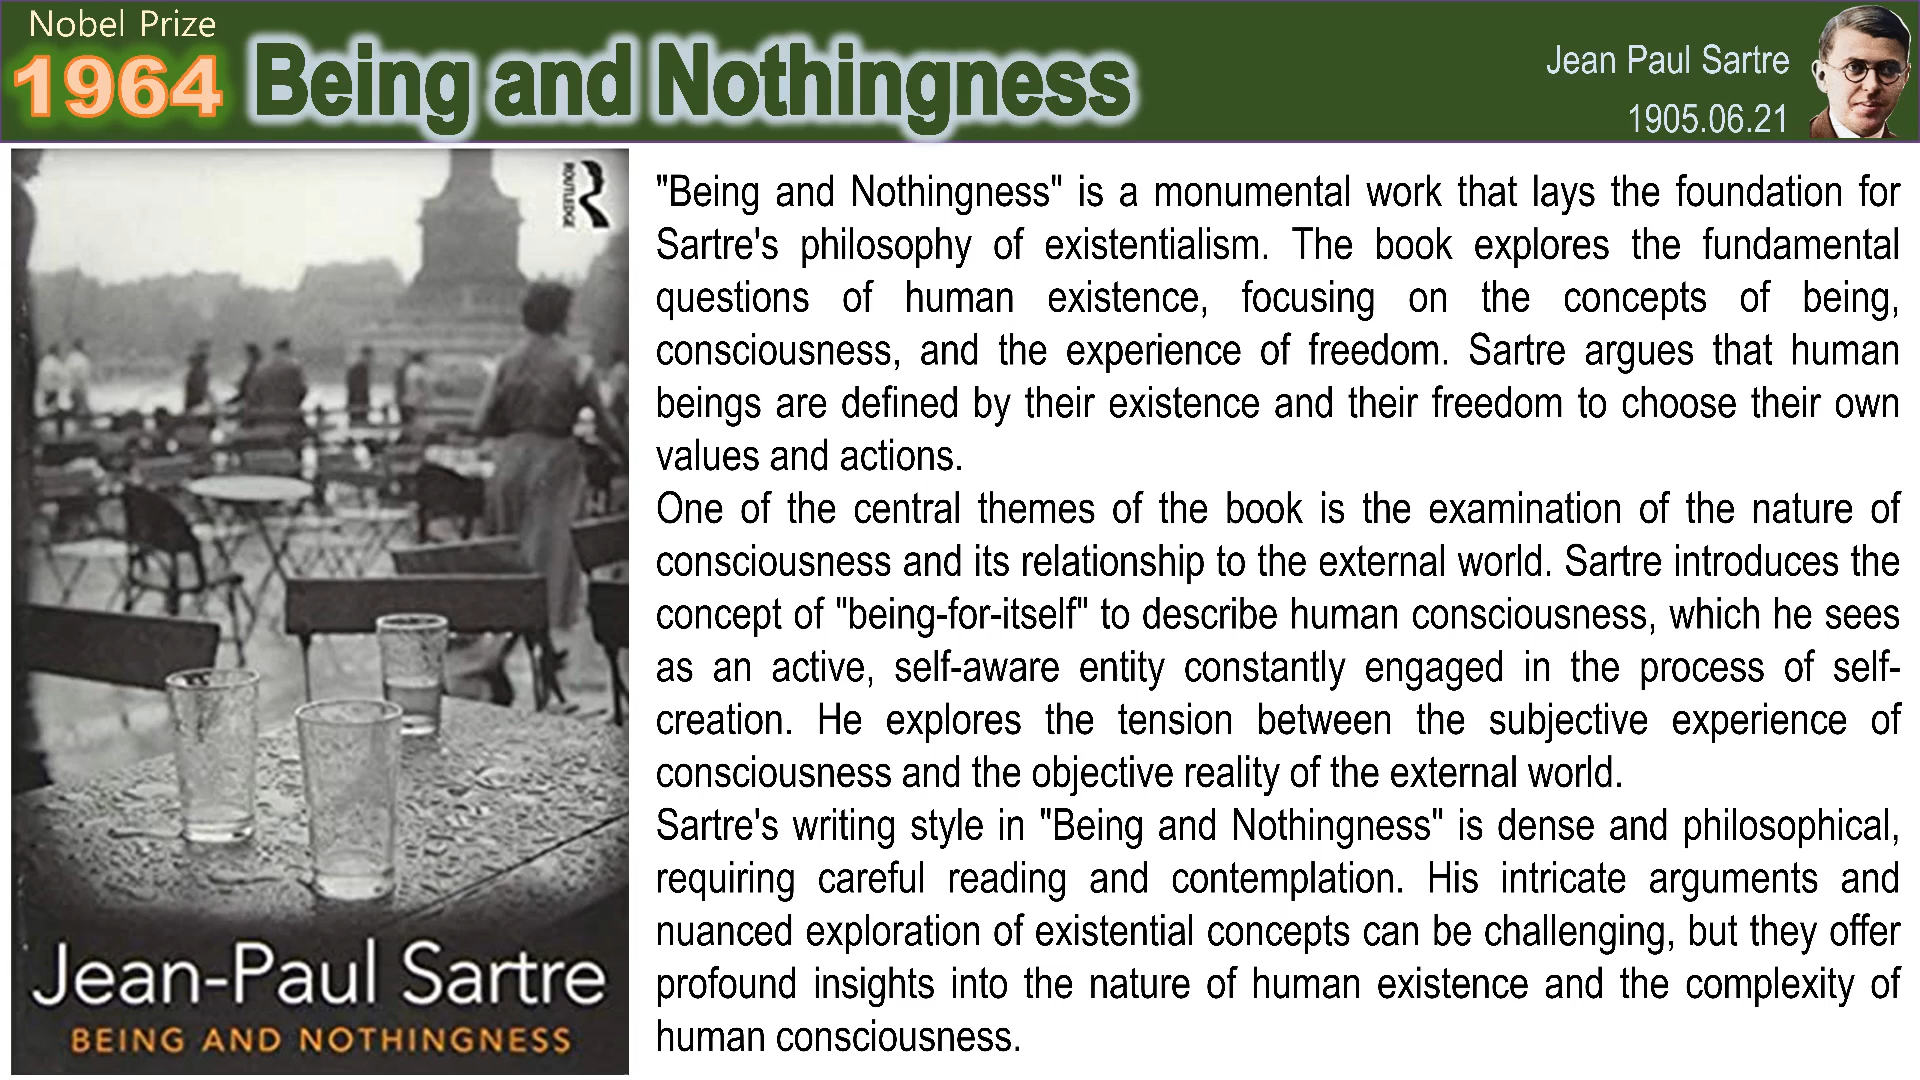 Nobel Prize
1964
Being and Nothingness
Jean Paul Sartre
1905.06.21
ROUTLEDGE
Jean-Paul Sartre
BEING AND NOTHINGNESS
"Being and Nothingness" is a monumental work that lays the foundation for
Sartre's philosophy of existentialism. The book explores the fundamental
questions of human existence, focusing on the concepts of being,
consciousness, and the experience of freedom. Sartre argues that human
beings are defined by their existence and their freedom to choose their own
values and actions.
One of the central themes of the book is the examination of the nature of
consciousness and its relationship to the external world. Sartre introduces the
concept of "being-for-itself" to describe human consciousness, which he sees
as an active, self-aware entity constantly engaged in the process of self-
creation. He explores the tension between the subjective experience of
consciousness and the objective reality of the external world.
Sartre's writing style in "Being and Nothingness" is dense and philosophical,
requiring careful reading and contemplation. His intricate arguments and
nuanced exploration of existential concepts can be challenging, but they offer
profound insights into the nature of human existence and the complexity of
human consciousness.